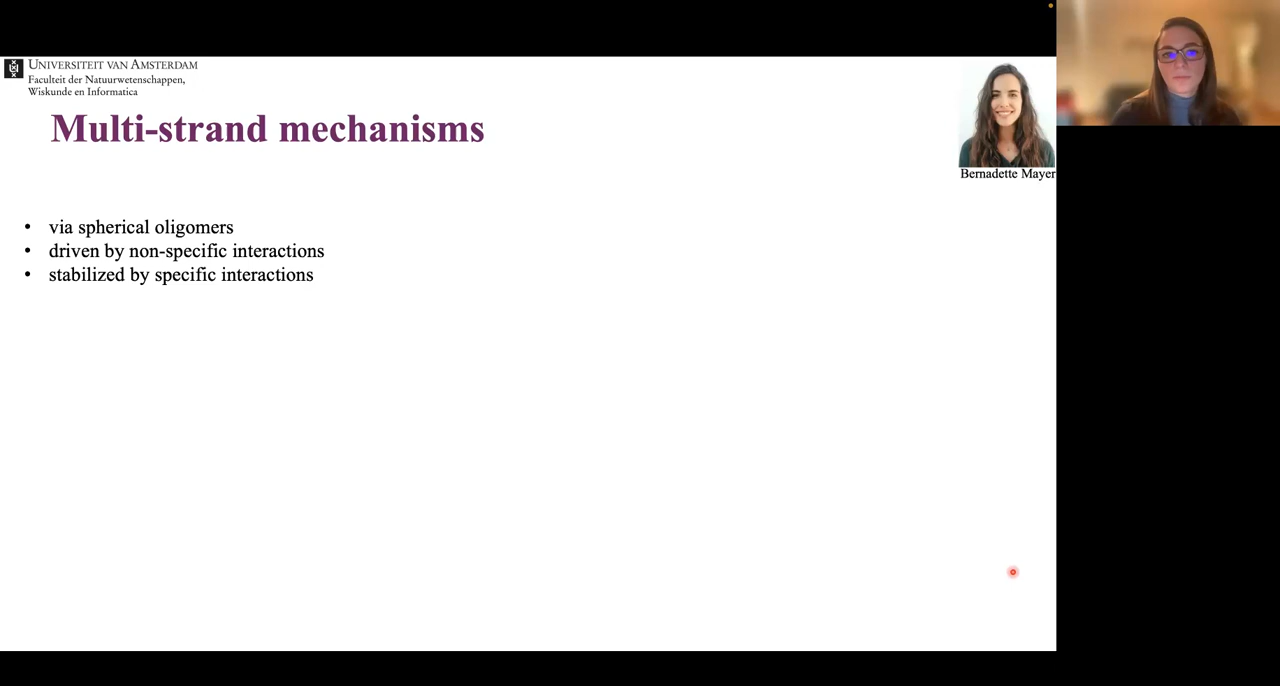 UNIVERSITEIT VAN AMSTERDAM
Faculteit der Natuurwetenschappen,
Wiskunde en Informatica
Multi-strand mechanisms
Bernadette Mayer
• via spherical oligomers
• driven by non-specific interactions
• stabilized by specific interactions